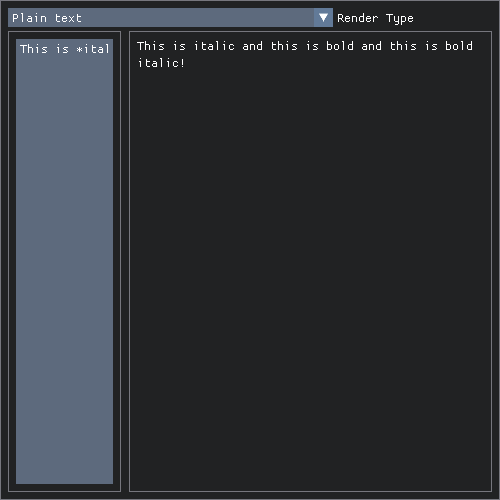 Plain text
Render Type
This is *ital
This is italic and this is bold and this is bold
italic!